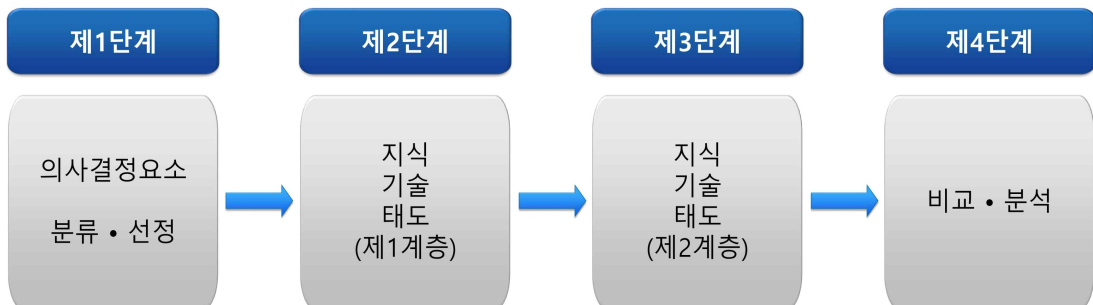 제1단계
제2단계
제3단계
제4단계
의사결정요소
분류 • 선정
지식
기술
태도
(제1계층)
지식
기술
태도
(제2계층)
비교 • 분석